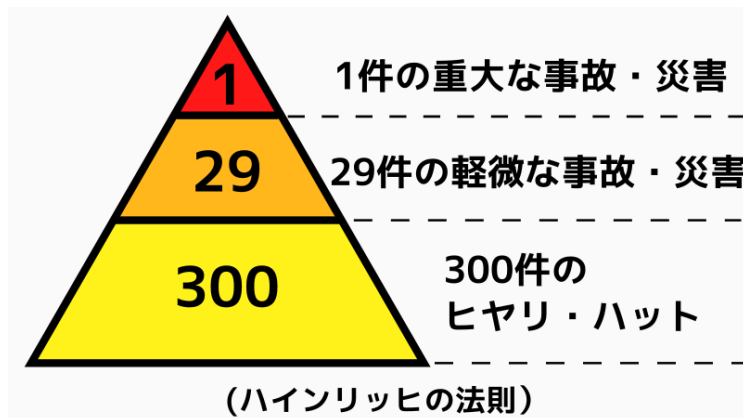 1
1件の重大な事故・災害
29
29件の軽微な事故・災害
300
300件の
ヒヤリ・ハット
(ハインリッヒの法則)